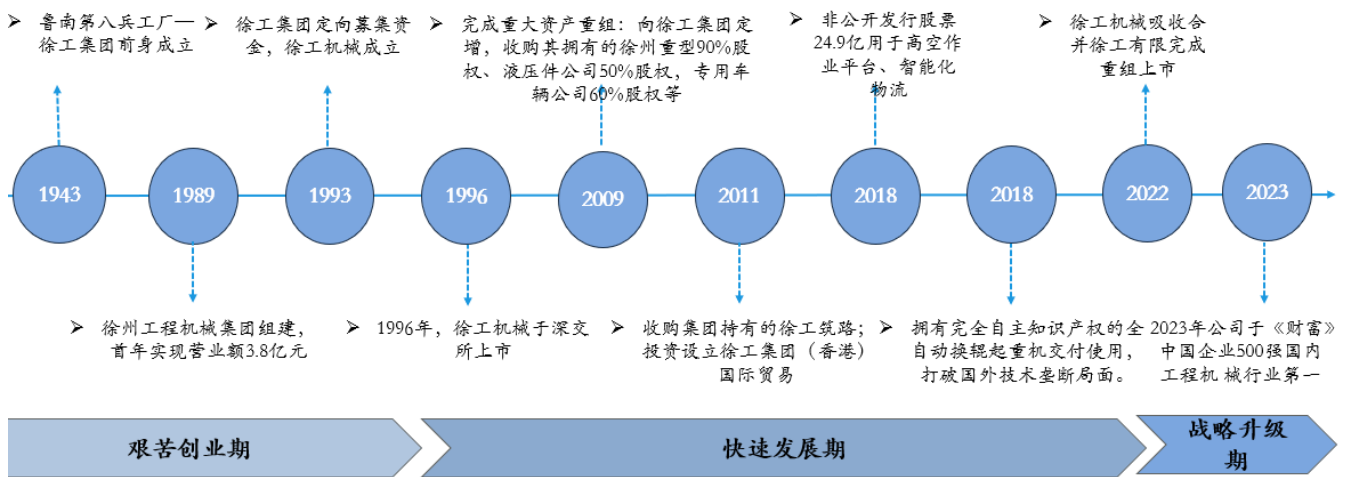 ➢ 鲁南第八兵工厂—
徐工集团前身成立
➢ 徐工集团定向募集资
金，徐工机械成立
➢ 完成重大资产重组：向徐工集团定
增，收购其拥有的徐州重型90%股
权、液压件公司50%股权，专用车
辆公司60%股权等
➢ 非公开发行股票
24.9亿用于高空作
业平台、智能化
物流
➢ 徐工机械吸收合
并徐工有限完成
重组上市
1943
1989
1993
1996
2009
2011
2018
2018
2022
2023
➢ 徐州工程机械集团组建，
首年实现营业额3.8亿元
➢ 1996年，徐工机械于深交
所上市
➢ 收购集团持有的徐工筑路；
投资设立徐工集团（香港）
国际贸易
➢ 拥有完全自主知识产权的全
自动换辊起重机交付使用，
打破国外技术垄断局面。
2023年公司于《财富》
中国企业500强国内
工程机 械行业第一
艰苦创业期
快速发展期
战略升级
期